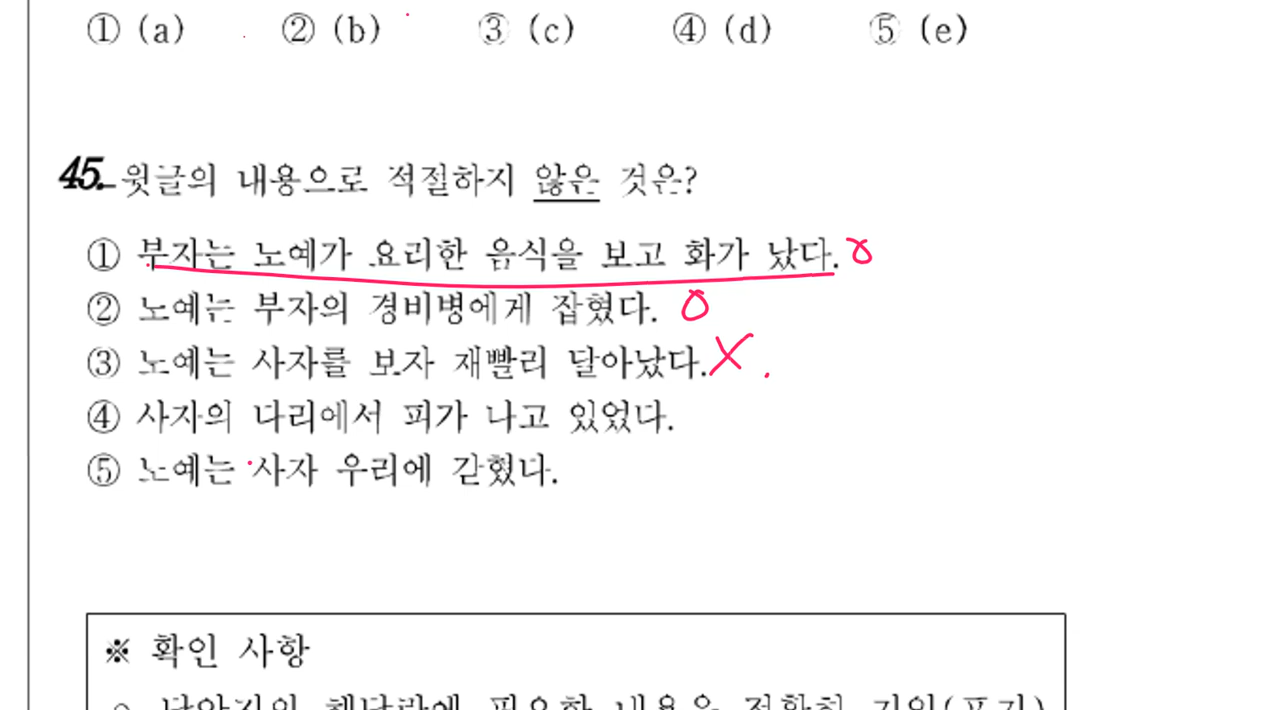 ① (a) ② (b) ③ (c) ④ (d) ⑤ (e)
45. 윗글의 내용으로 적절하지 않은 것은?
① 부자는 노예가 요리한 음식을 보고 화가 났다. O
② 노예는 부자의 경비병에게 잡혔다. O
③ 노예는 사자를 보자 재빨리 달아났다. X
④ 사자의 다리에서 피가 나고 있었다.
⑤ 노예는 사자 우리에 갇혔다.
※ 확인 사항